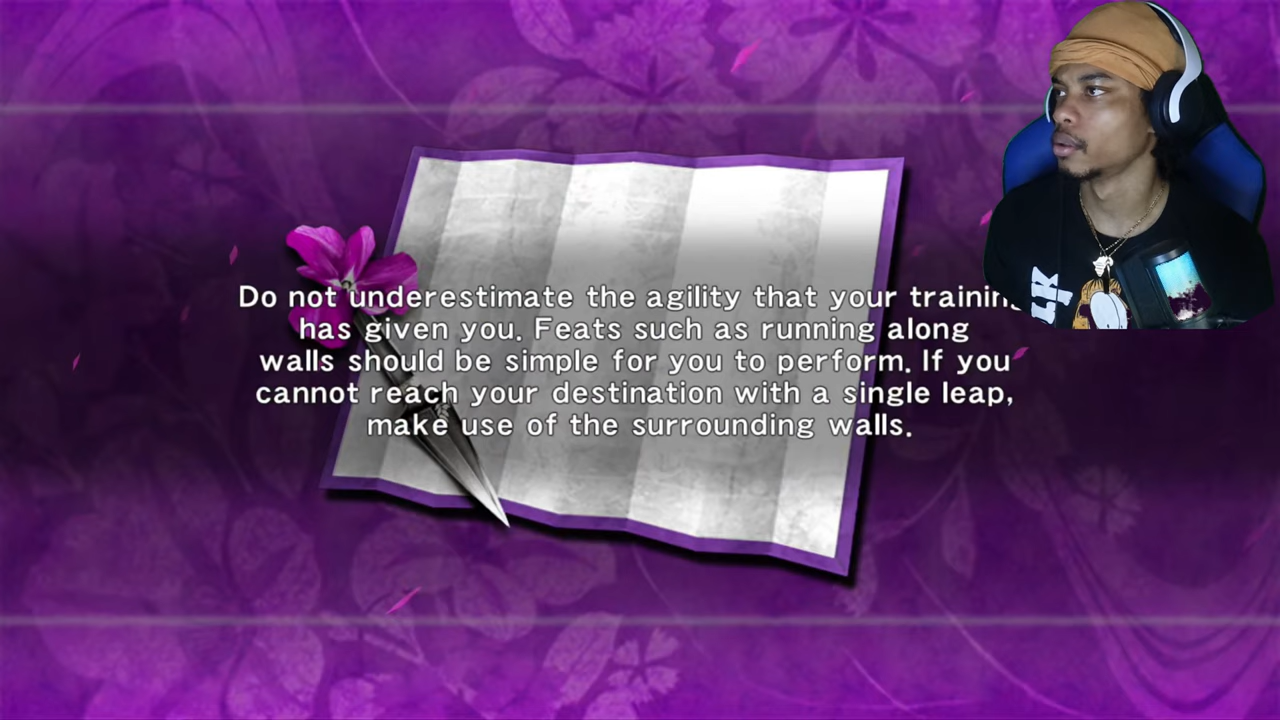 Do not underestimate the agility that your training
has given you. Feats such as running along
walls should be simple for you to perform. If you
cannot reach your destination with a single leap,
make use of the surrounding walls.
LK